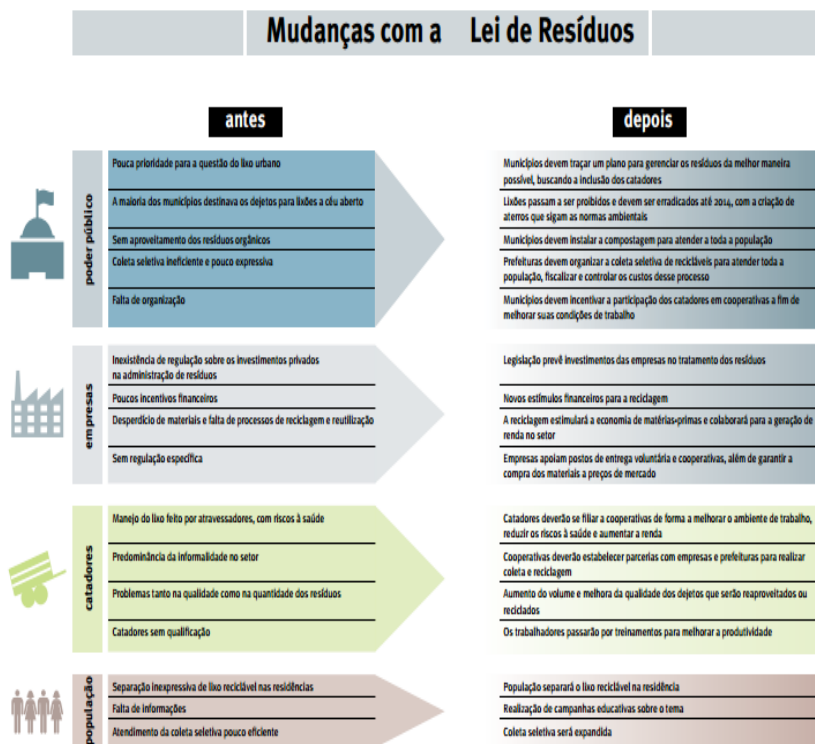 Mudanças com a Lei de Resíduos
antes
depois
poder público
Pouca prioridade para a questão do lixo urbano
Municípios devem traçar um plano para gerenciar os resíduos da melhor maneira
possível, buscando a inclusão dos catadores
A maioria dos municípios destinava os dejetos para lixões a céu aberto
Lixões passam a ser proibidos e devem ser erradicados até 2014, com a criação de
aterros que sigam as normas ambientais
Sem aproveitamento dos resíduos orgânicos
Municípios devem instalar a compostagem para atender a toda a população
Coleta seletiva ineficiente e pouco expressiva
Prefeituras devem organizar a coleta seletiva de recicláveis para atender toda a
população, fiscalizar e controlar os custos desse processo
Falta de organização
Municípios devem incentivar a participação dos catadores em cooperativas a fim de
melhorar suas condições de trabalho
empresas
Inexistência de regulação sobre os investimentos privados
na administração de resíduos
Legislação prevê investimentos das empresas no tratamento dos resíduos
Poucos incentivos financeiros
Novos estímulos financeiros para a reciclagem
Desperdício de materiais e falta de processos de reciclagem e reutilização
A reciclagem estimulará a economia de matérias-primas e colaborará para a geração de
renda no setor
Sem regulação específica
Empresas apoiam postos de entrega voluntária e cooperativas, além de garantir a
compra dos materiais a preços de mercado
catadores
Manejo do lixo feito por atravessadores, com riscos à saúde
Catadores deverão se filiar a cooperativas de forma a melhorar o ambiente de trabalho,
reduzir os riscos à saúde e aumentar a renda
Predominância da informalidade no setor
Cooperativas deverão estabelecer parcerias com empresas e prefeituras para realizar
coleta e reciclagem
Problemas tanto na qualidade como na quantidade dos resíduos
Aumento do volume e melhora da qualidade dos dejetos que serão reaproveitados ou
reciclados
Catadores sem qualificação
Os trabalhadores passarão por treinamentos para melhorar a produtividade
população
Separação inexpressiva de lixo reciclável nas residências
População separará o lixo reciclável na residência
Falta de informações
Realização de campanhas educativas sobre o tema
Atendimento da coleta seletiva pouco eficiente
Coleta seletiva será expandida